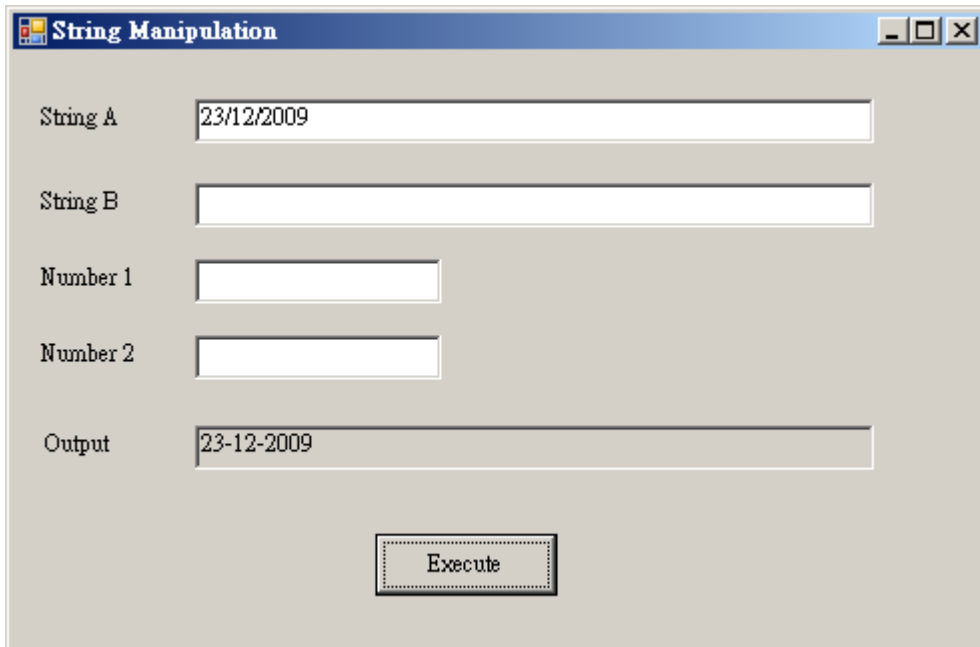 String Manipulation
String A 23/12/2009
String B
Number 1
Number 2
Output 23-12-2009
Execute